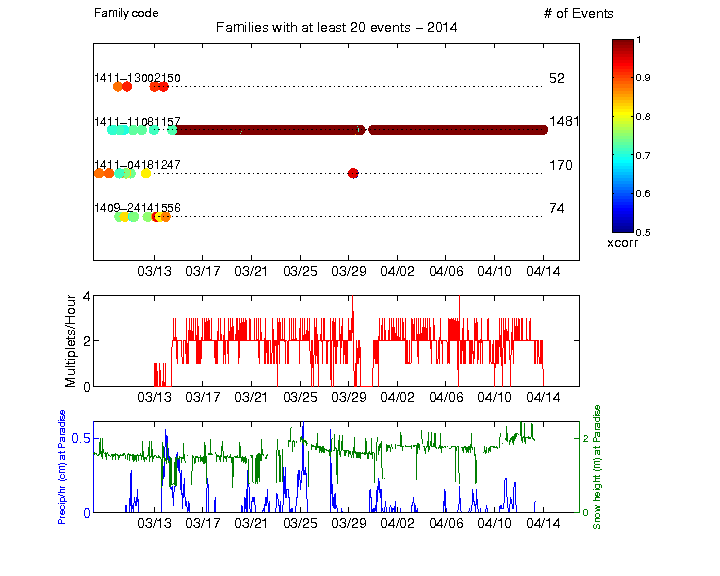 Family code
# of Events
Families with at least 20 events – 2014
1411–13002150
52
1411–11081157
1481
1411–04181247
170
1409–24141556
74
03/13 03/17 03/21 03/25 03/29 04/02 04/06 04/10 04/14
1
0.9
0.8
0.7
0.6
0.5
xcorr
Multiplets/Hour
4
2
0
03/13 03/17 03/21 03/25 03/29 04/02 04/06 04/10 04/14
Precip/hr (cm) at Paradise
0.5
0
2
0
Snow height (m) at Paradise
03/13 03/17 03/21 03/25 03/29 04/02 04/06 04/10 04/14